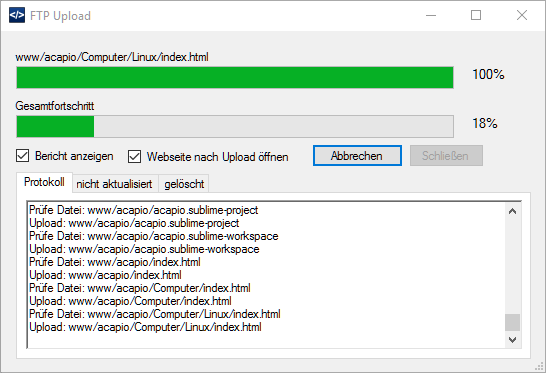 </> FTP Upload
www/acapio/Computer/Linux/index.html
100%
Gesamtfortschritt
18%
Bericht anzeigen
Webseite nach Upload öffnen
Abbrechen
Schließen
Protokoll
nicht aktualisiert
gelöscht
Prüfe Datei: www/acapio/acapio.sublime-project
Upload: www/acapio/acapio.sublime-project
Prüfe Datei: www/acapio/acapio.sublime-workspace
Upload: www/acapio/acapio.sublime-workspace
Prüfe Datei: www/acapio/index.html
Upload: www/acapio/index.html
Prüfe Datei: www/acapio/Computer/index.html
Upload: www/acapio/Computer/index.html
Prüfe Datei: www/acapio/Computer/Linux/index.html
Upload: www/acapio/Computer/Linux/index.html